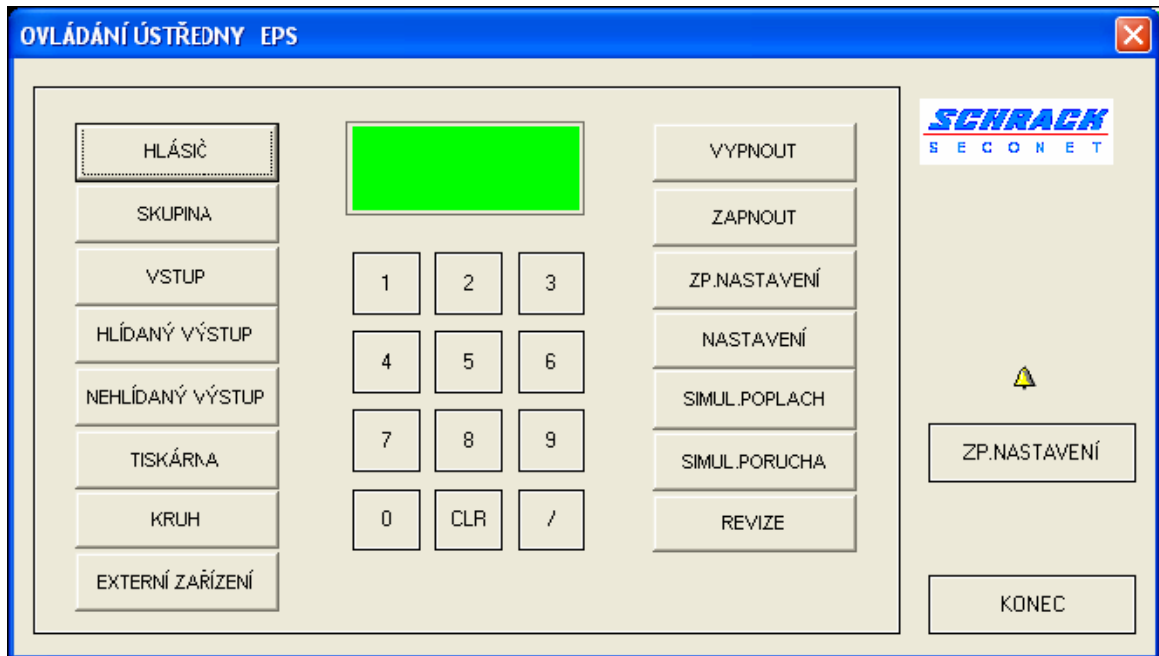 OVLÁDÁNÍ ÚSTŘEDNY EPS
HLÁSIČ
SKUPINA
VSTUP
HLÍDANÝ VÝSTUP
NEHLÍDANÝ VÝSTUP
TISKÁRNA
KRUH
EXTERNÍ ZAŘÍZENÍ
1 2 3
4 5 6
7 8 9
0 CLR /
VYPNOUT
ZAPNOUT
ZP.NASTAVENÍ
NASTAVENÍ
SIMUL.POPLACH
SIMUL.PORUCHA
REVIZE
SCHRACK
SECONET
ZP.NASTAVENÍ
KONEC